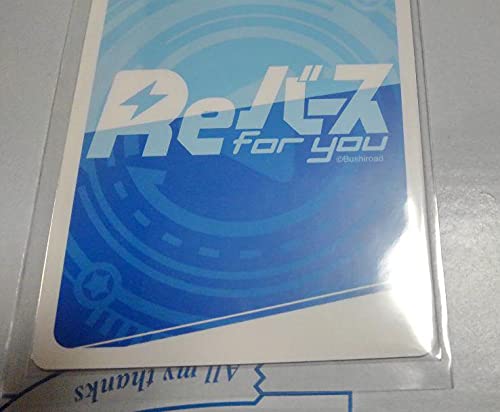 Reバース
for you
©Bushiroad
All my thanks